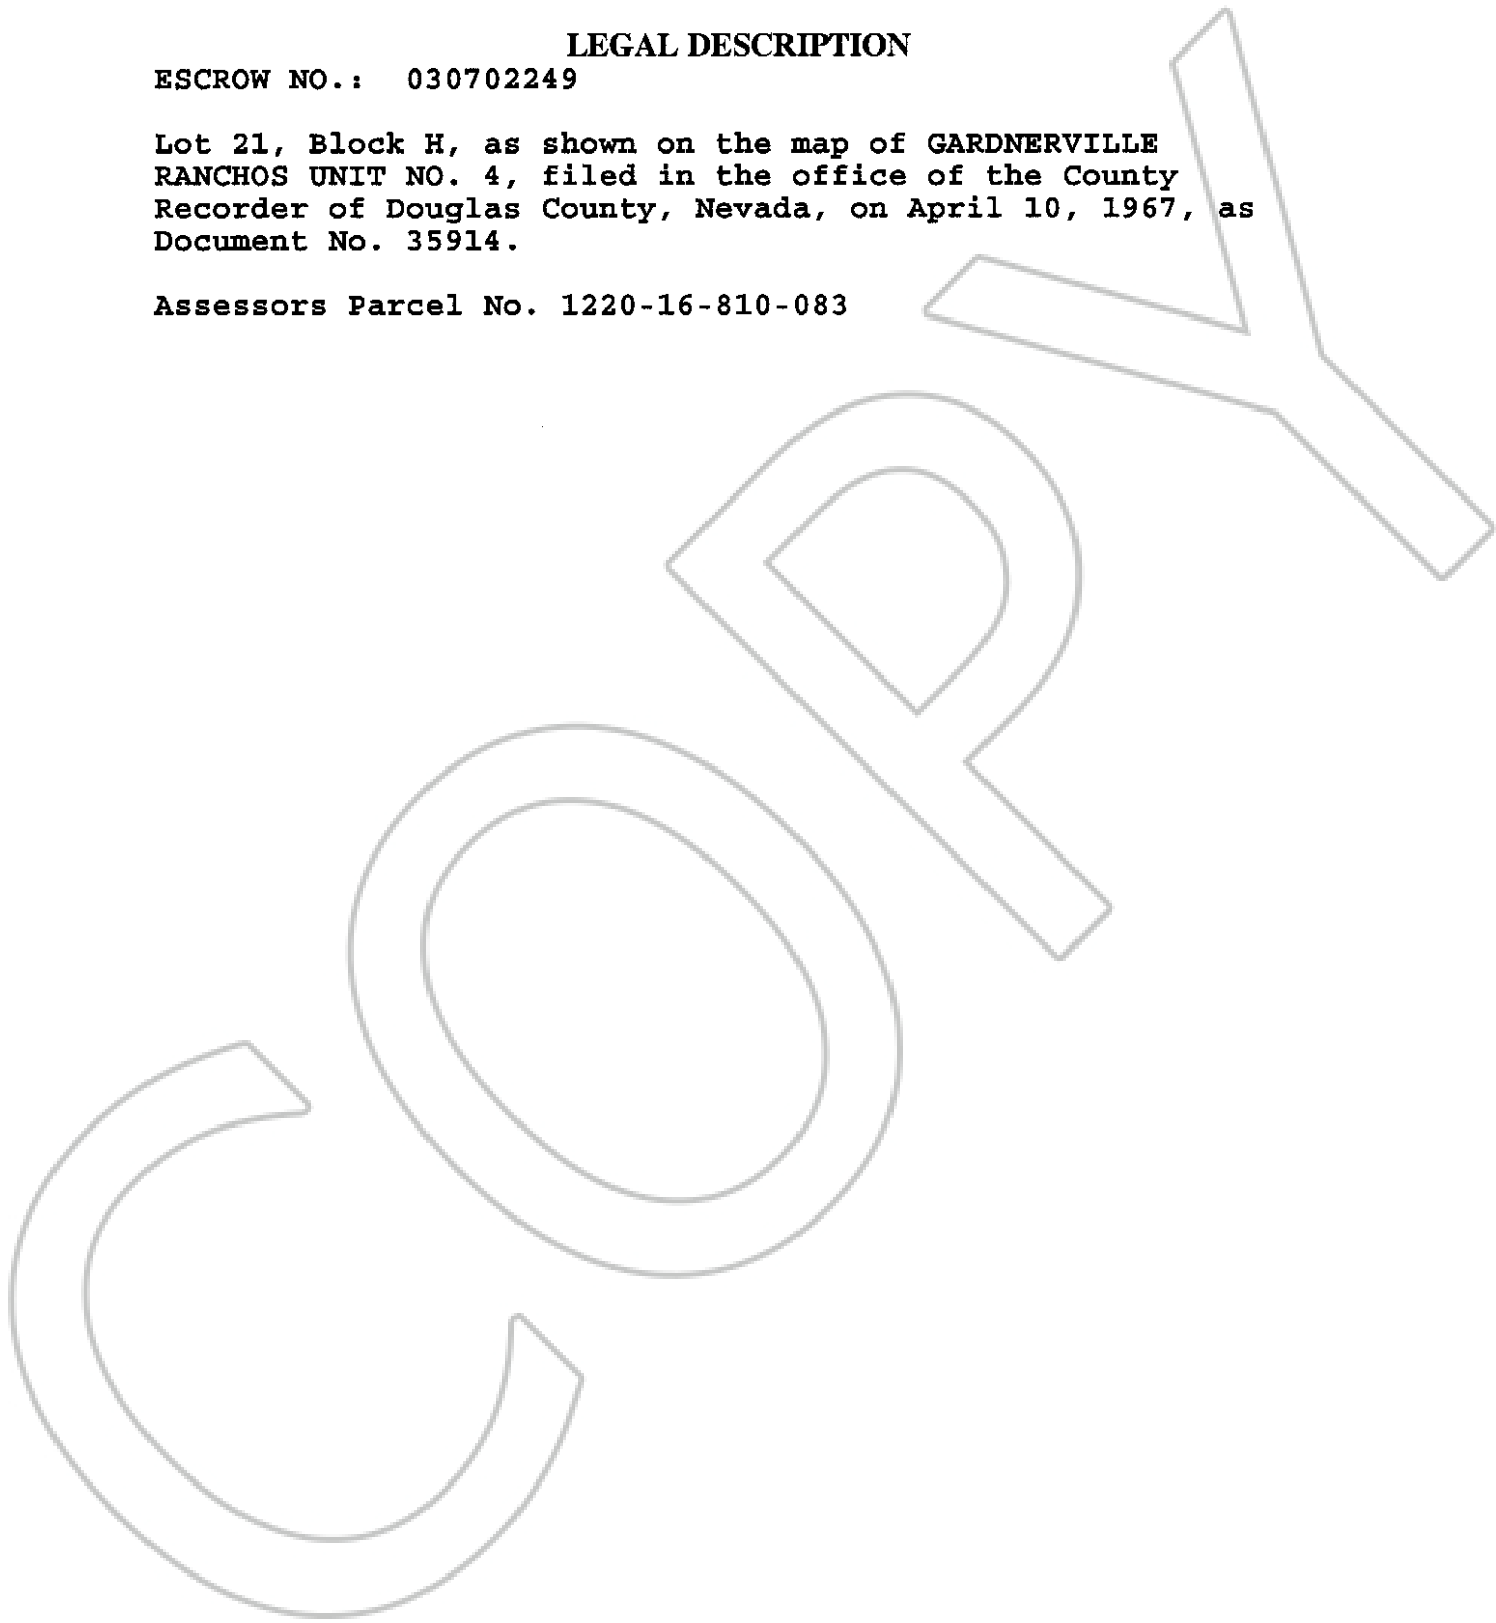 LEGAL DESCRIPTION
ESCROW NO.: 030702249
Lot 21, Block H, as shown on the map of GARDNERVILLE
RANCHOS UNIT NO. 4, filed in the office of the County
Recorder of Douglas County, Nevada, on April 10, 1967, as
Document No. 35914.
Assessors Parcel No. 1220-16-810-083
COPY